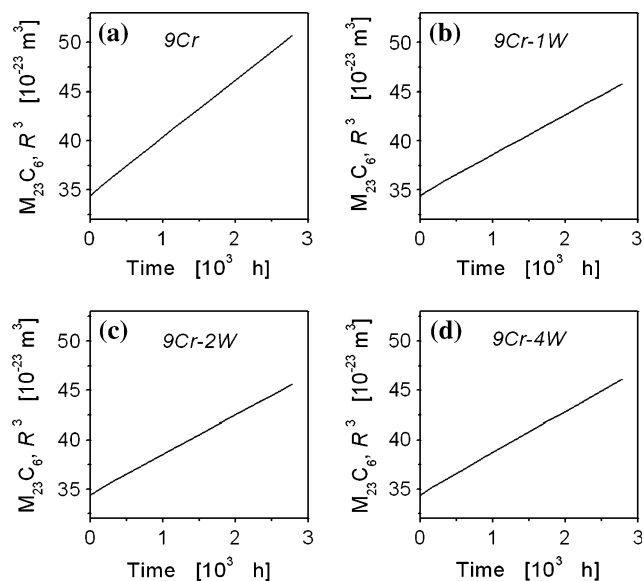 (a) 9Cr
M₂₃C₆, R³ [10⁻²³ m³]
50
45
40
35
0 1 2 3
Time [10³ h]
(b) 9Cr-1W
M₂₃C₆, R³ [10⁻²³ m³]
50
45
40
35
0 1 2 3
Time [10³ h]
(c) 9Cr-2W
M₂₃C₆, R³ [10⁻²³ m³]
50
45
40
35
0 1 2 3
Time [10³ h]
(d) 9Cr-4W
M₂₃C₆, R³ [10⁻²³ m³]
50
45
40
35
0 1 2 3
Time [10³ h]